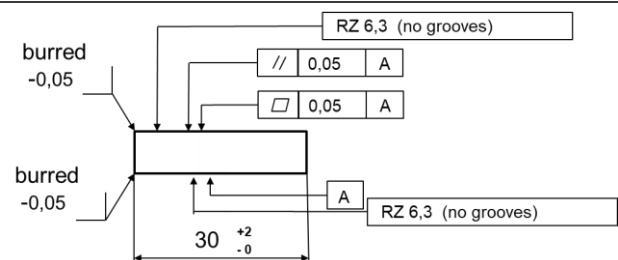 RZ 6,3 (no grooves)
burred
-0,05
// 0,05 A
▱ 0,05 A
burred
-0,05
A
RZ 6,3 (no grooves)
30 +2
- 0